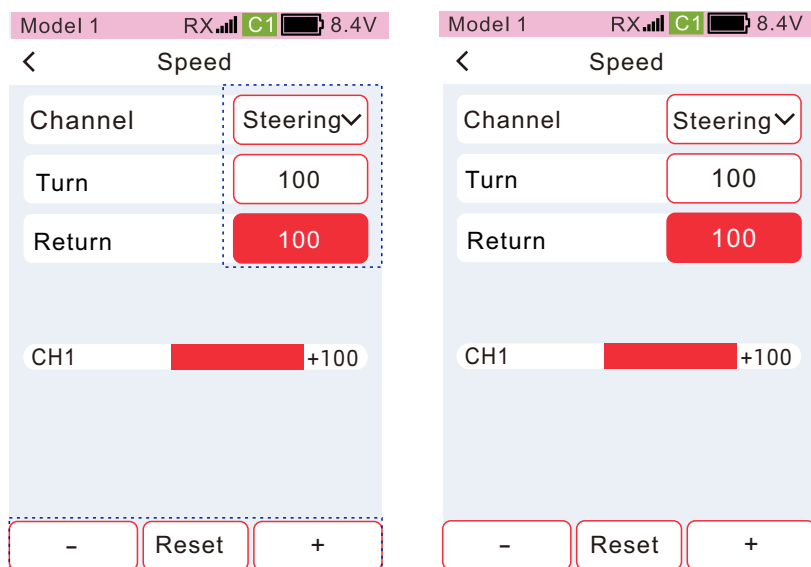 Model 1 RX C1 8.4V
< Speed
Channel Steering
Turn 100
Return 100
CH1 +100
- Reset +
Model 1 RX C1 8.4V
< Speed
Channel Steering
Turn 100
Return 100
CH1 +100
- Reset +